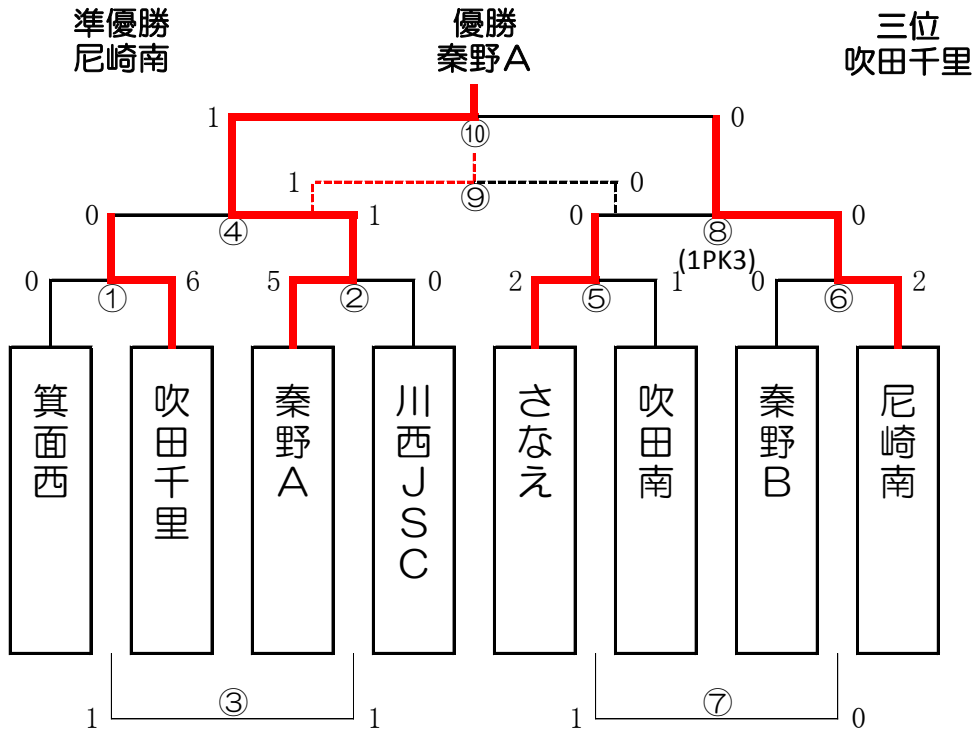 準優勝
尼崎南
優勝
秦野A
三位
吹田千里
1
⑩
0
1
⑨
0
0
④
1
0
⑧
0
(1PK3)
0
①
6
5
②
0
2
⑤
1
0
⑥
2
箕面西
吹田千里
秦野A
川西JSC
さなえ
吹田南
秦野B
尼崎南
1
③
1
1
⑦
0